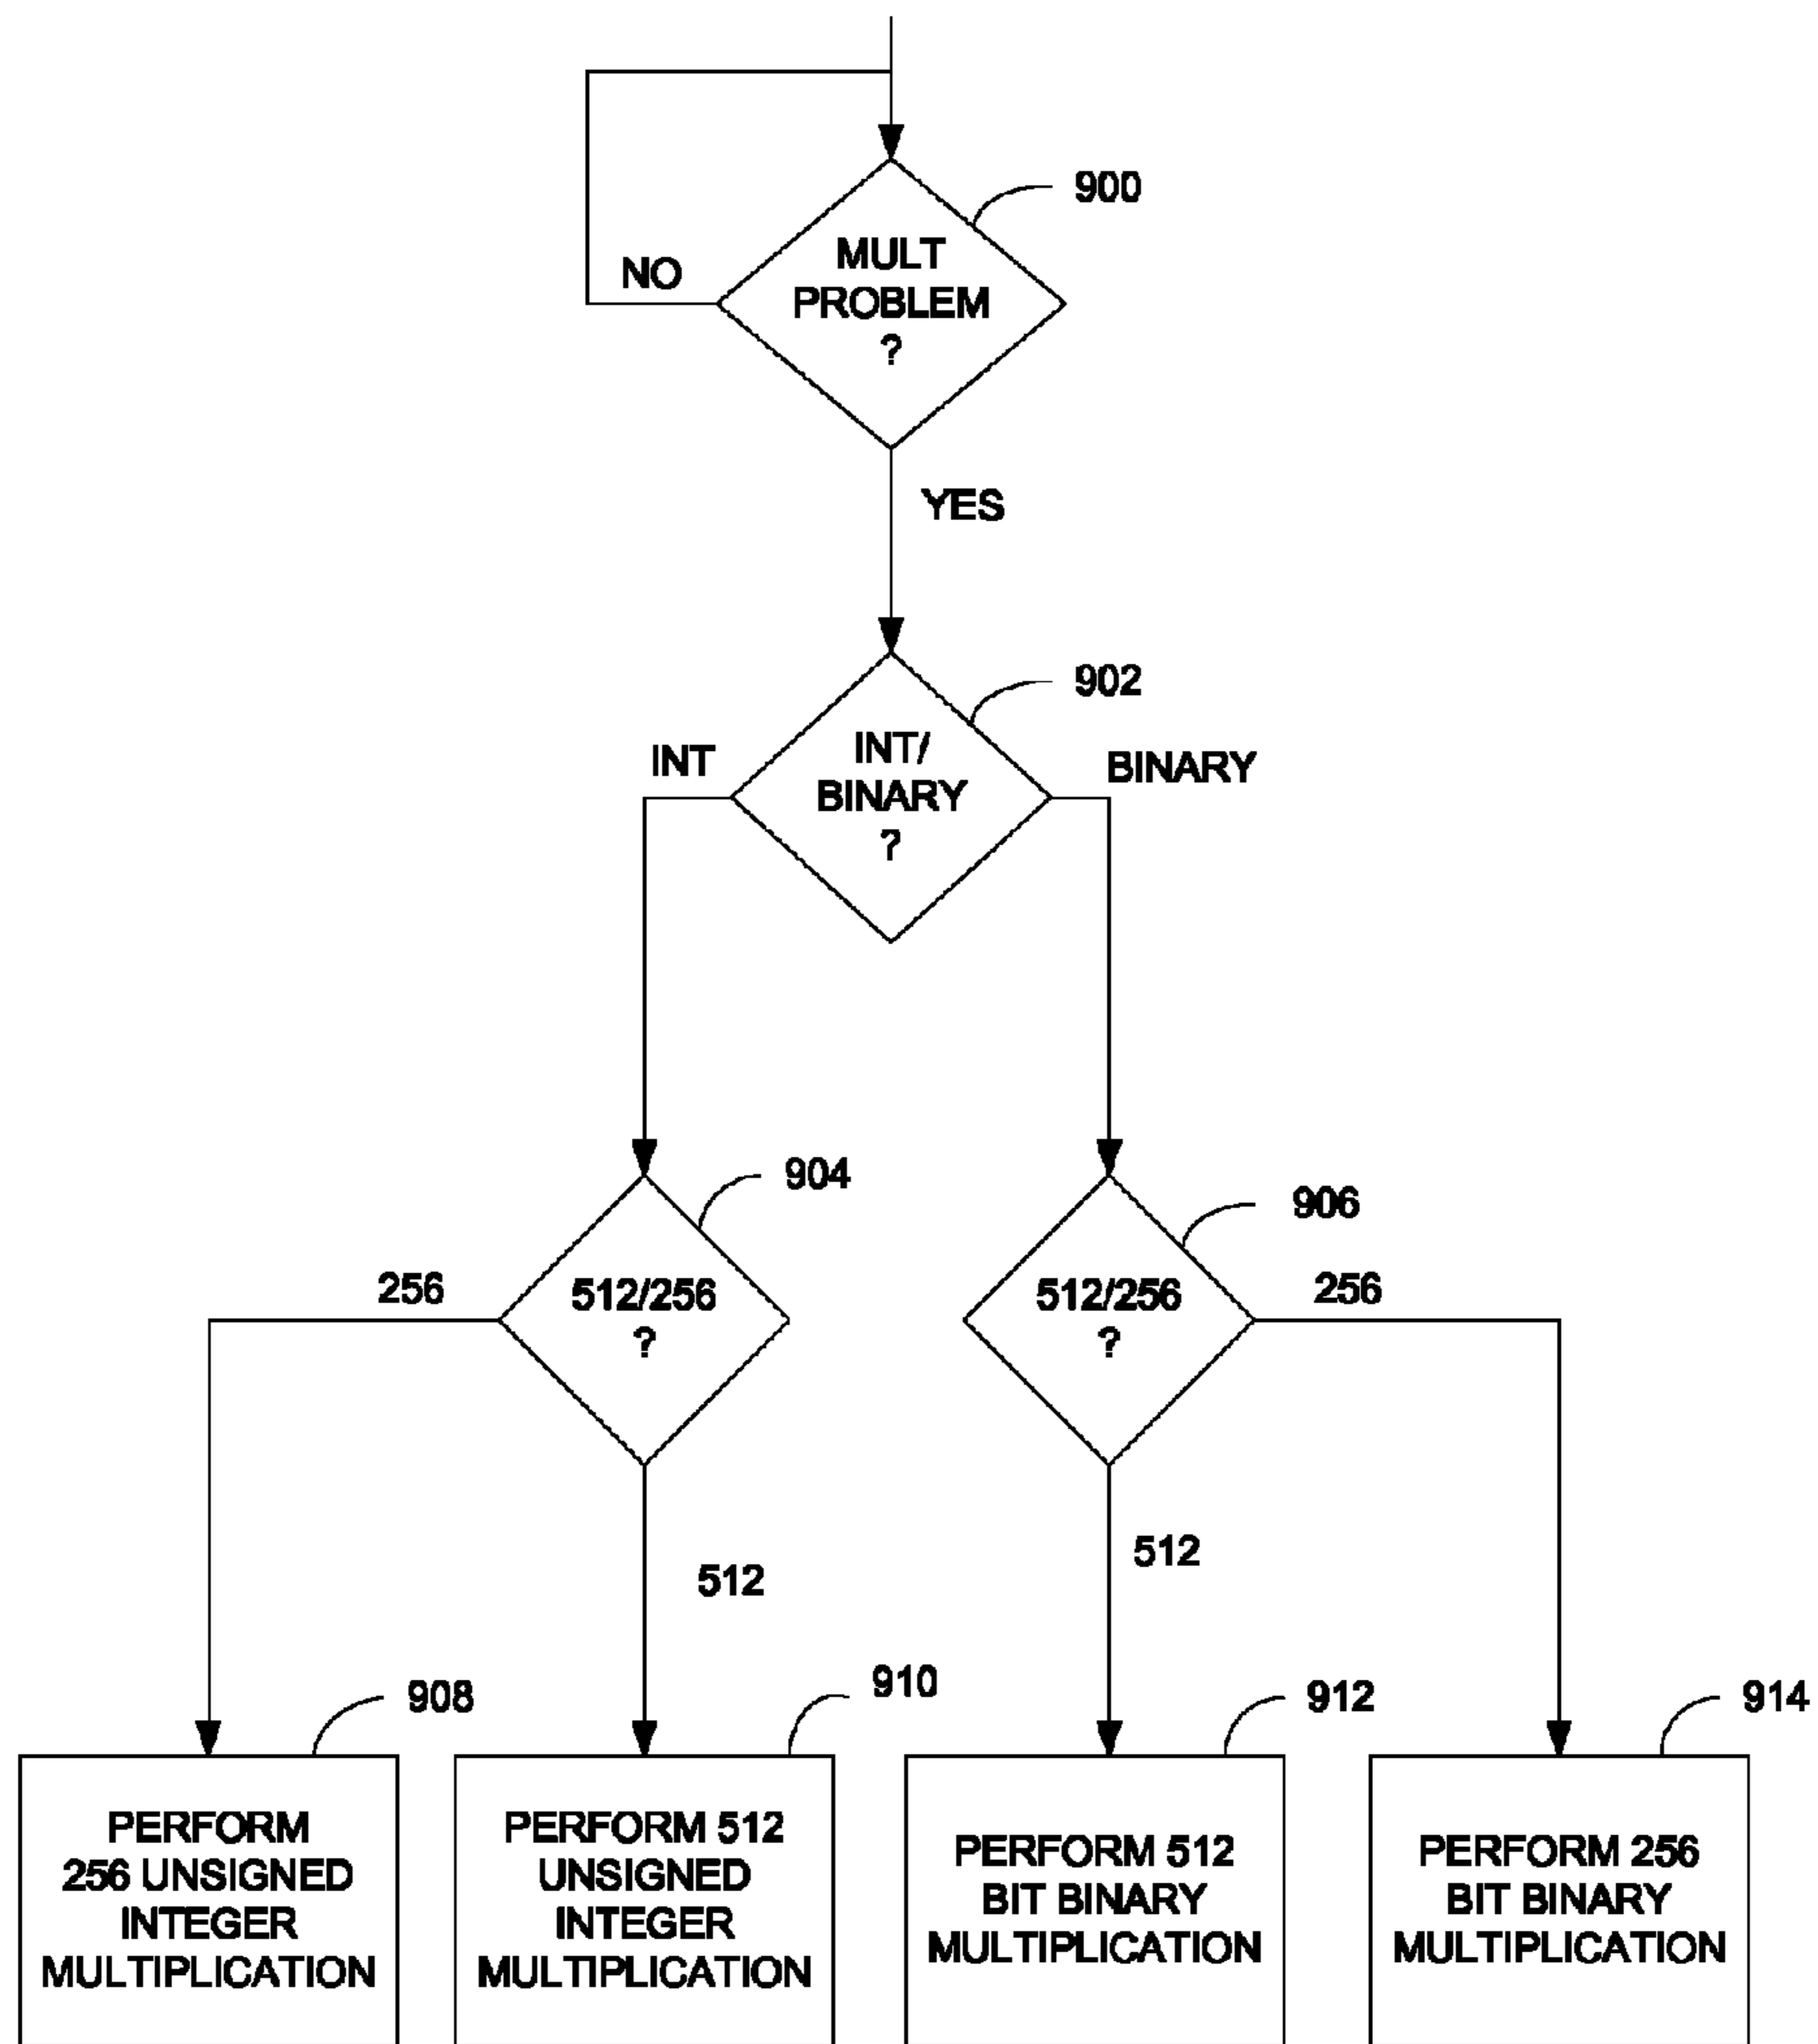 900
MULT
PROBLEM
?
NO
YES
902
INT/
BINARY
?
INT
BINARY
904
512/256
?
256
512
906
512/256
?
256
512
908
PERFORM
256 UNSIGNED
INTEGER
MULTIPLICATION
910
PERFORM 512
UNSIGNED
INTEGER
MULTIPLICATION
912
PERFORM 512
BIT BINARY
MULTIPLICATION
914
PERFORM 256
BIT BINARY
MULTIPLICATION